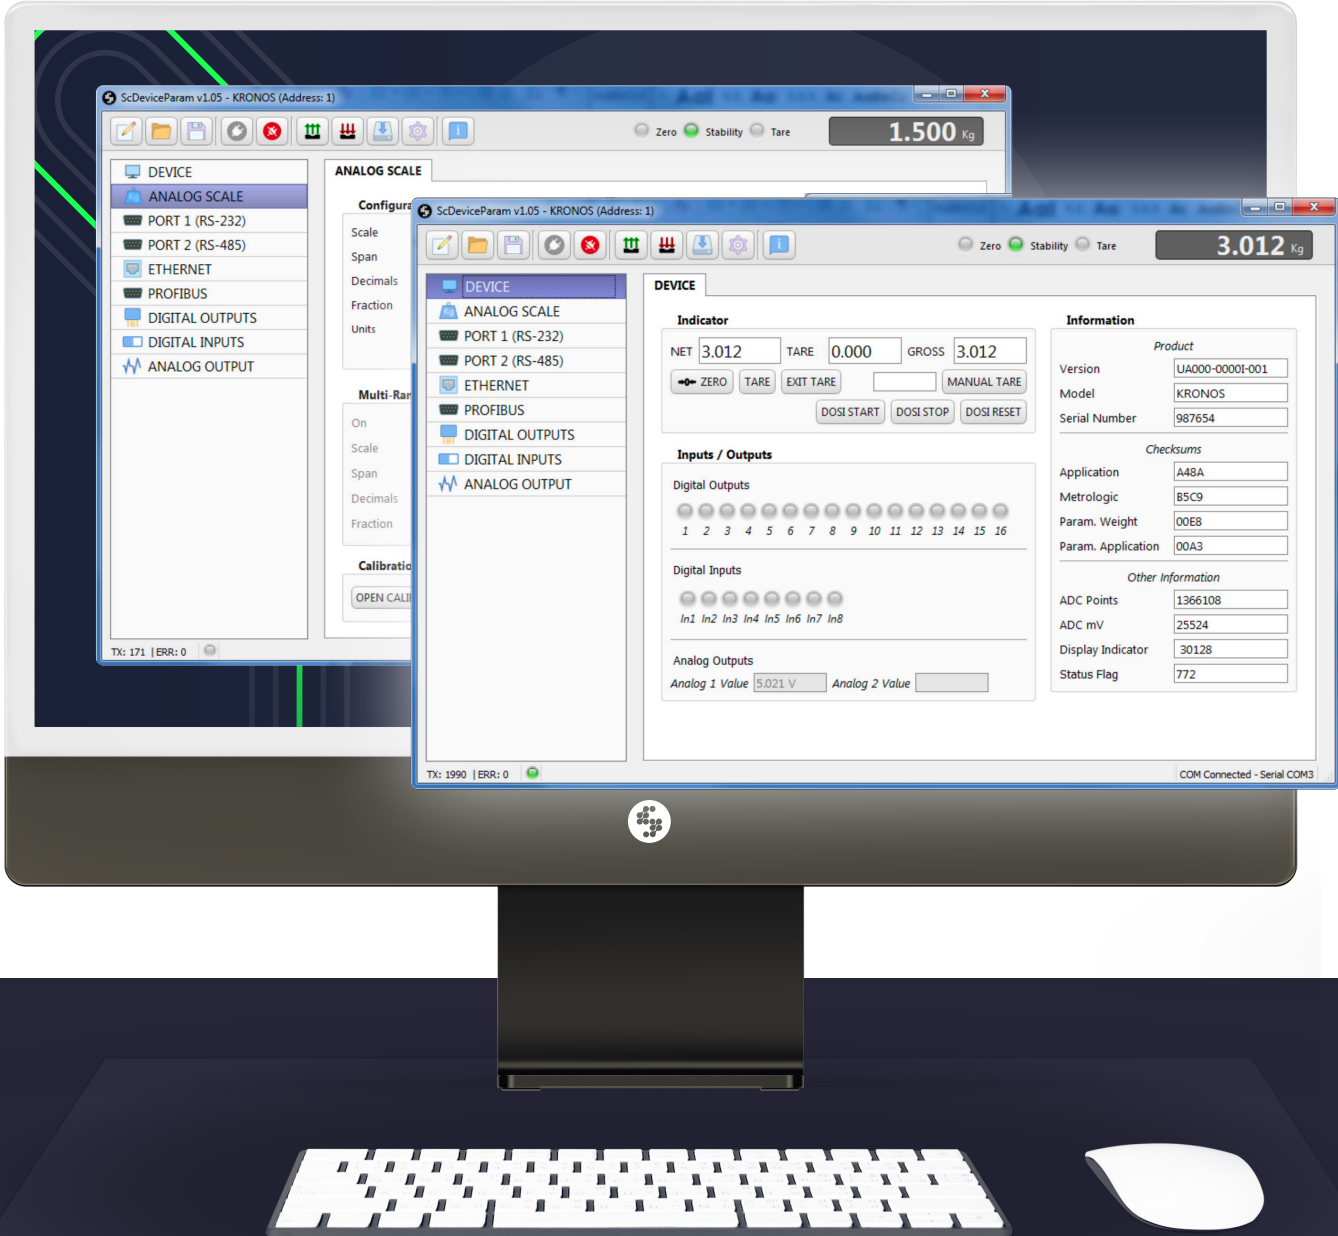 ScDeviceParam v1.05 - KRONOS (Address: 1)
Zero Stability Tare 1.500 Kg
DEVICE
ANALOG SCALE
PORT 1 (RS-232)
PORT 2 (RS-485)
ETHERNET
PROFIBUS
DIGITAL OUTPUTS
DIGITAL INPUTS
ANALOG OUTPUT
ANALOG SCALE
Scale
Span
Decimals
Fraction
Units
On
Scale
Span
Decimals
Fraction
OPEN
TX: 171 | ERR: 0
ScDeviceParam v1.05 - KRONOS (Address: 1)
Zero Stability Tare 3.012 Kg
DEVICE
ANALOG SCALE
PORT 1 (RS-232)
PORT 2 (RS-485)
ETHERNET
PROFIBUS
DIGITAL OUTPUTS
DIGITAL INPUTS
ANALOG OUTPUT
DEVICE
Indicator
NET 3.012 TARE 0.000 GROSS 3.012
ZERO TARE EXIT TARE MANUAL TARE
DOSI START DOSI STOP DOSI RESET
Inputs / Outputs
Digital Outputs
1 2 3 4 5 6 7 8 9 10 11 12 13 14 15 16
Digital Inputs
In1 In2 In3 In4 In5 In6 In7 In8
Analog Outputs
Analog 1 Value 5.021 V Analog 2 Value
Information
Product
Version UA000-0000I-001
Model KRONOS
Serial Number 987654
Checksums
Application A48A
Metrologic B5C9
Param. Weight 00E8
Param. Application 00A3
Other Information
ADC Points 1366108
ADC mV 25524
Display Indicator 30128
Status Flag 772
TX: 1990 | ERR: 0
COM Connected - Serial COM3